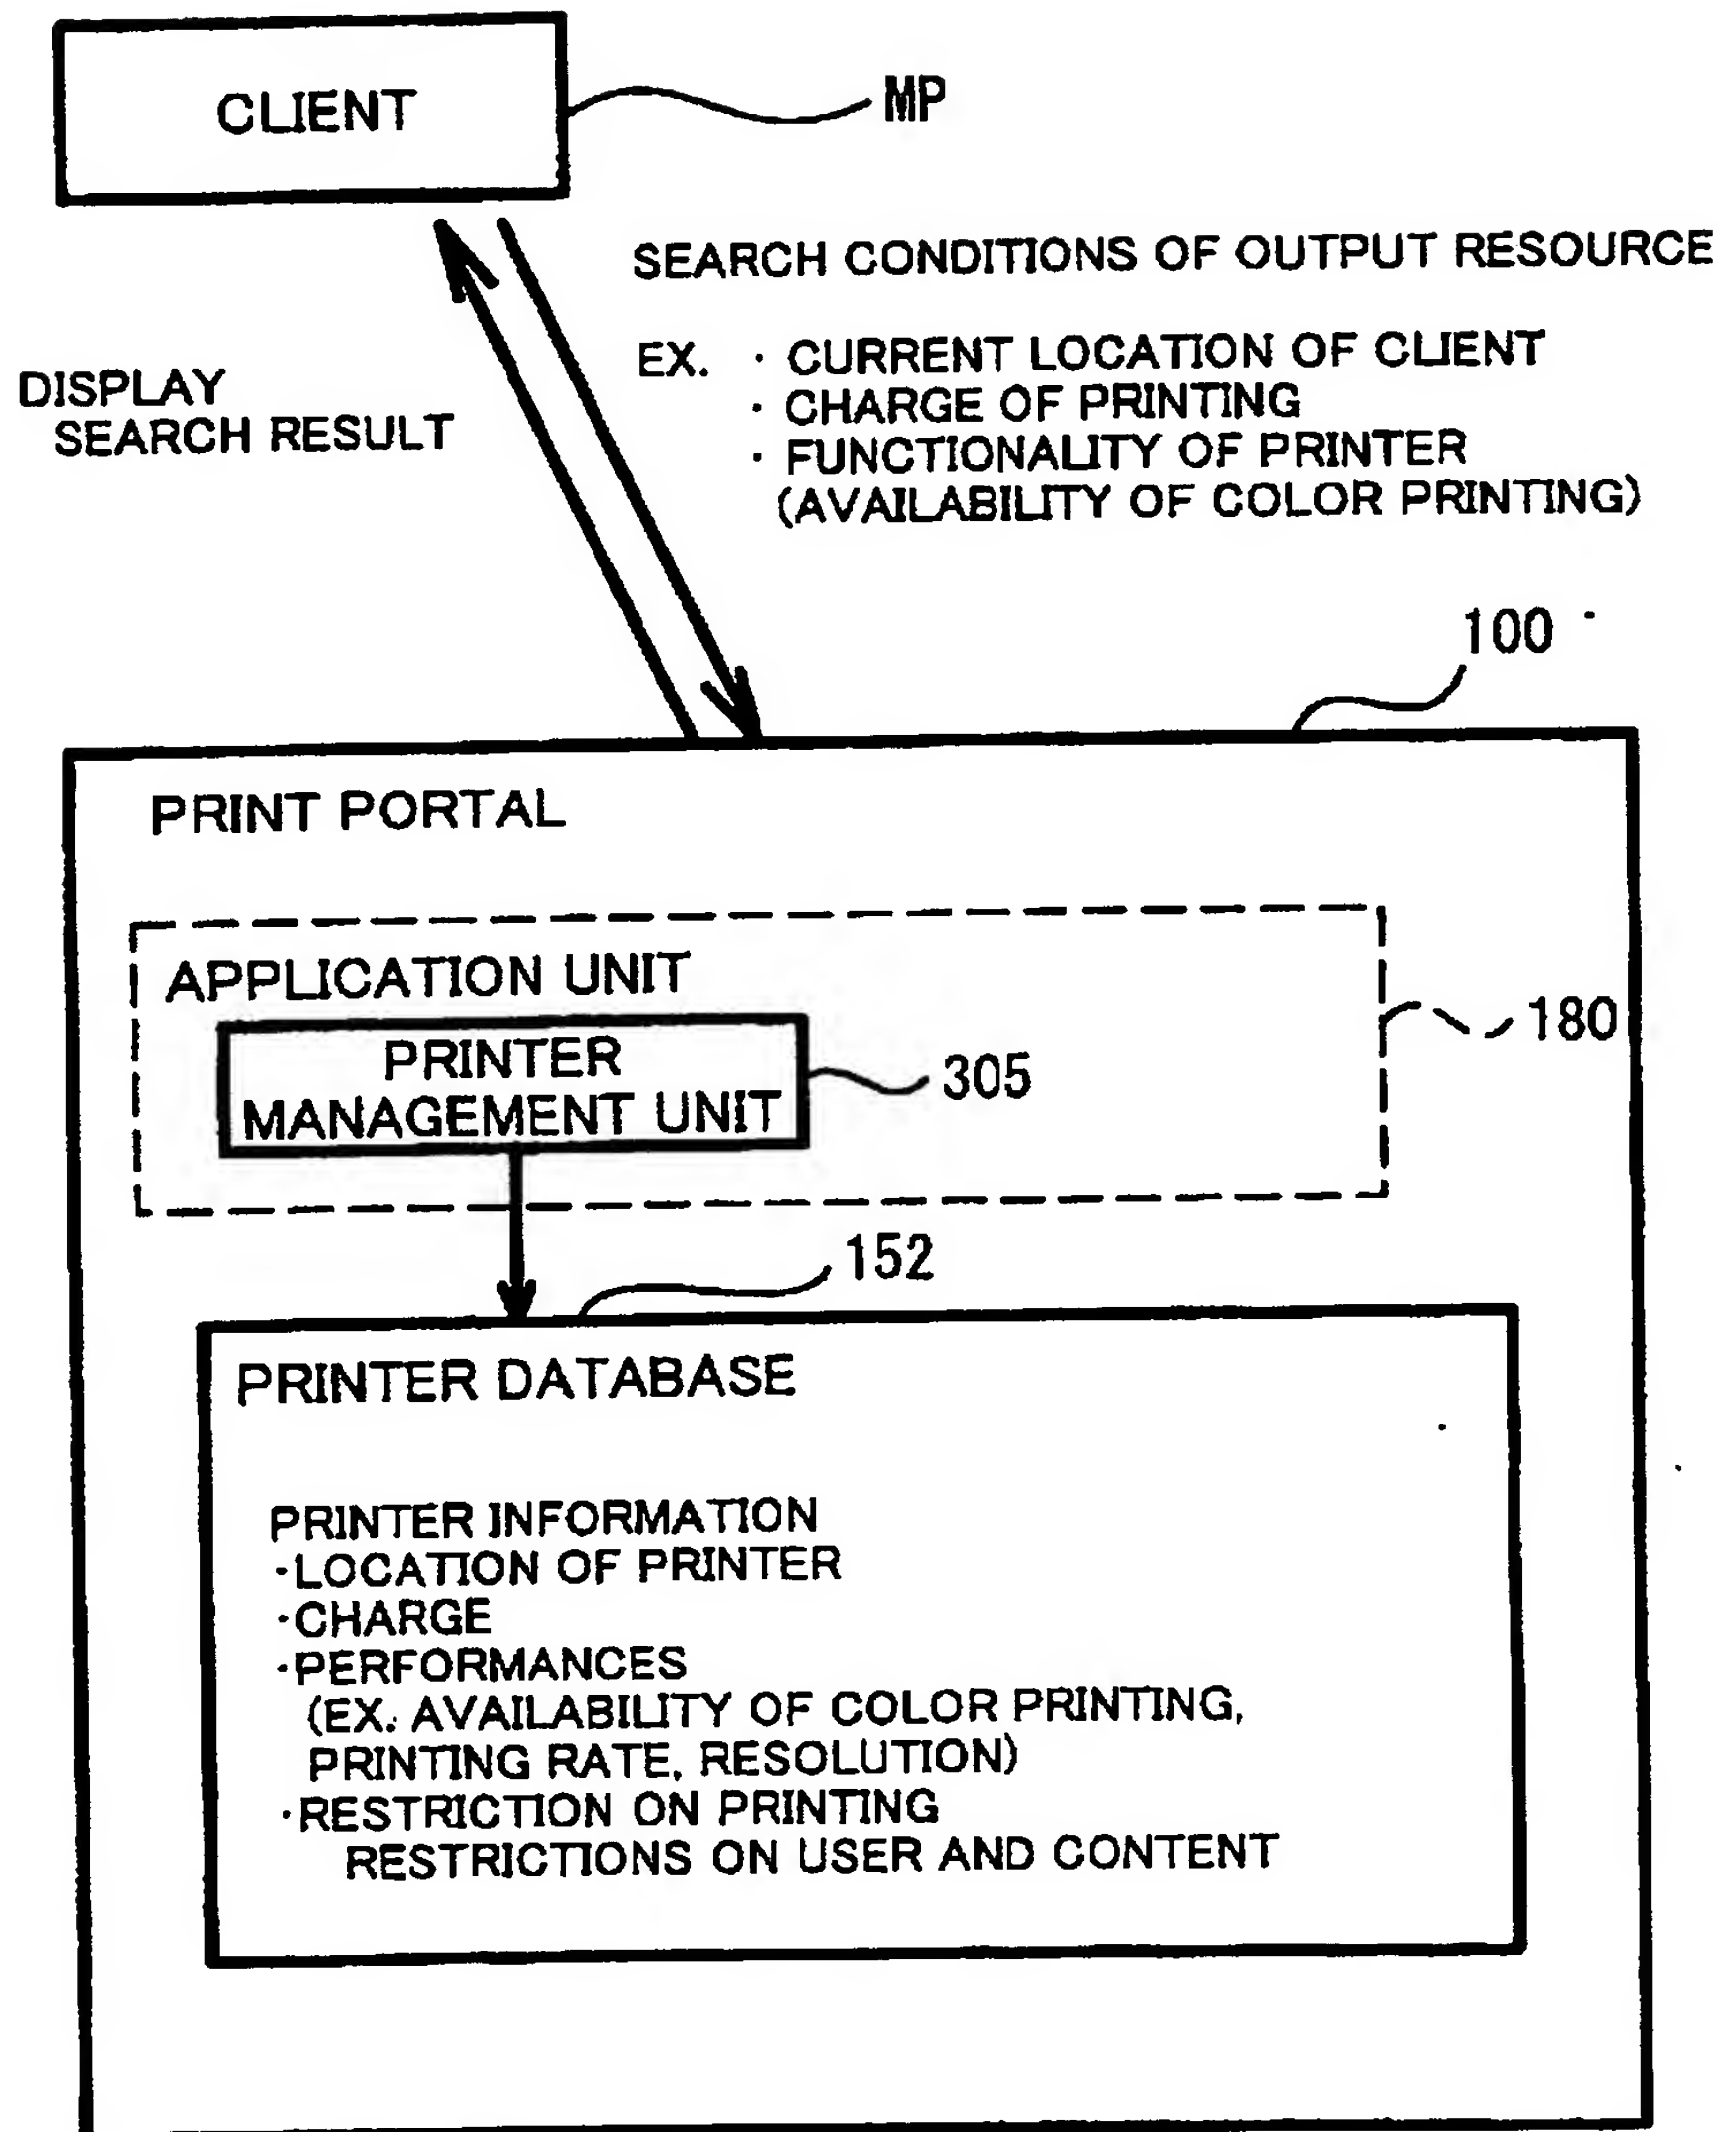 CLIENT
MP
SEARCH CONDITIONS OF OUTPUT RESOURCE
EX. · CURRENT LOCATION OF CLIENT
· CHARGE OF PRINTING
· FUNCTIONALITY OF PRINTER
(AVAILABILITY OF COLOR PRINTING)
DISPLAY
SEARCH RESULT
100
PRINT PORTAL
APPLICATION UNIT
180
PRINTER
MANAGEMENT UNIT
305
152
PRINTER DATABASE
PRINTER INFORMATION
·LOCATION OF PRINTER
·CHARGE
·PERFORMANCES
(EX. AVAILABILITY OF COLOR PRINTING,
PRINTING RATE, RESOLUTION)
·RESTRICTION ON PRINTING
RESTRICTIONS ON USER AND CONTENT